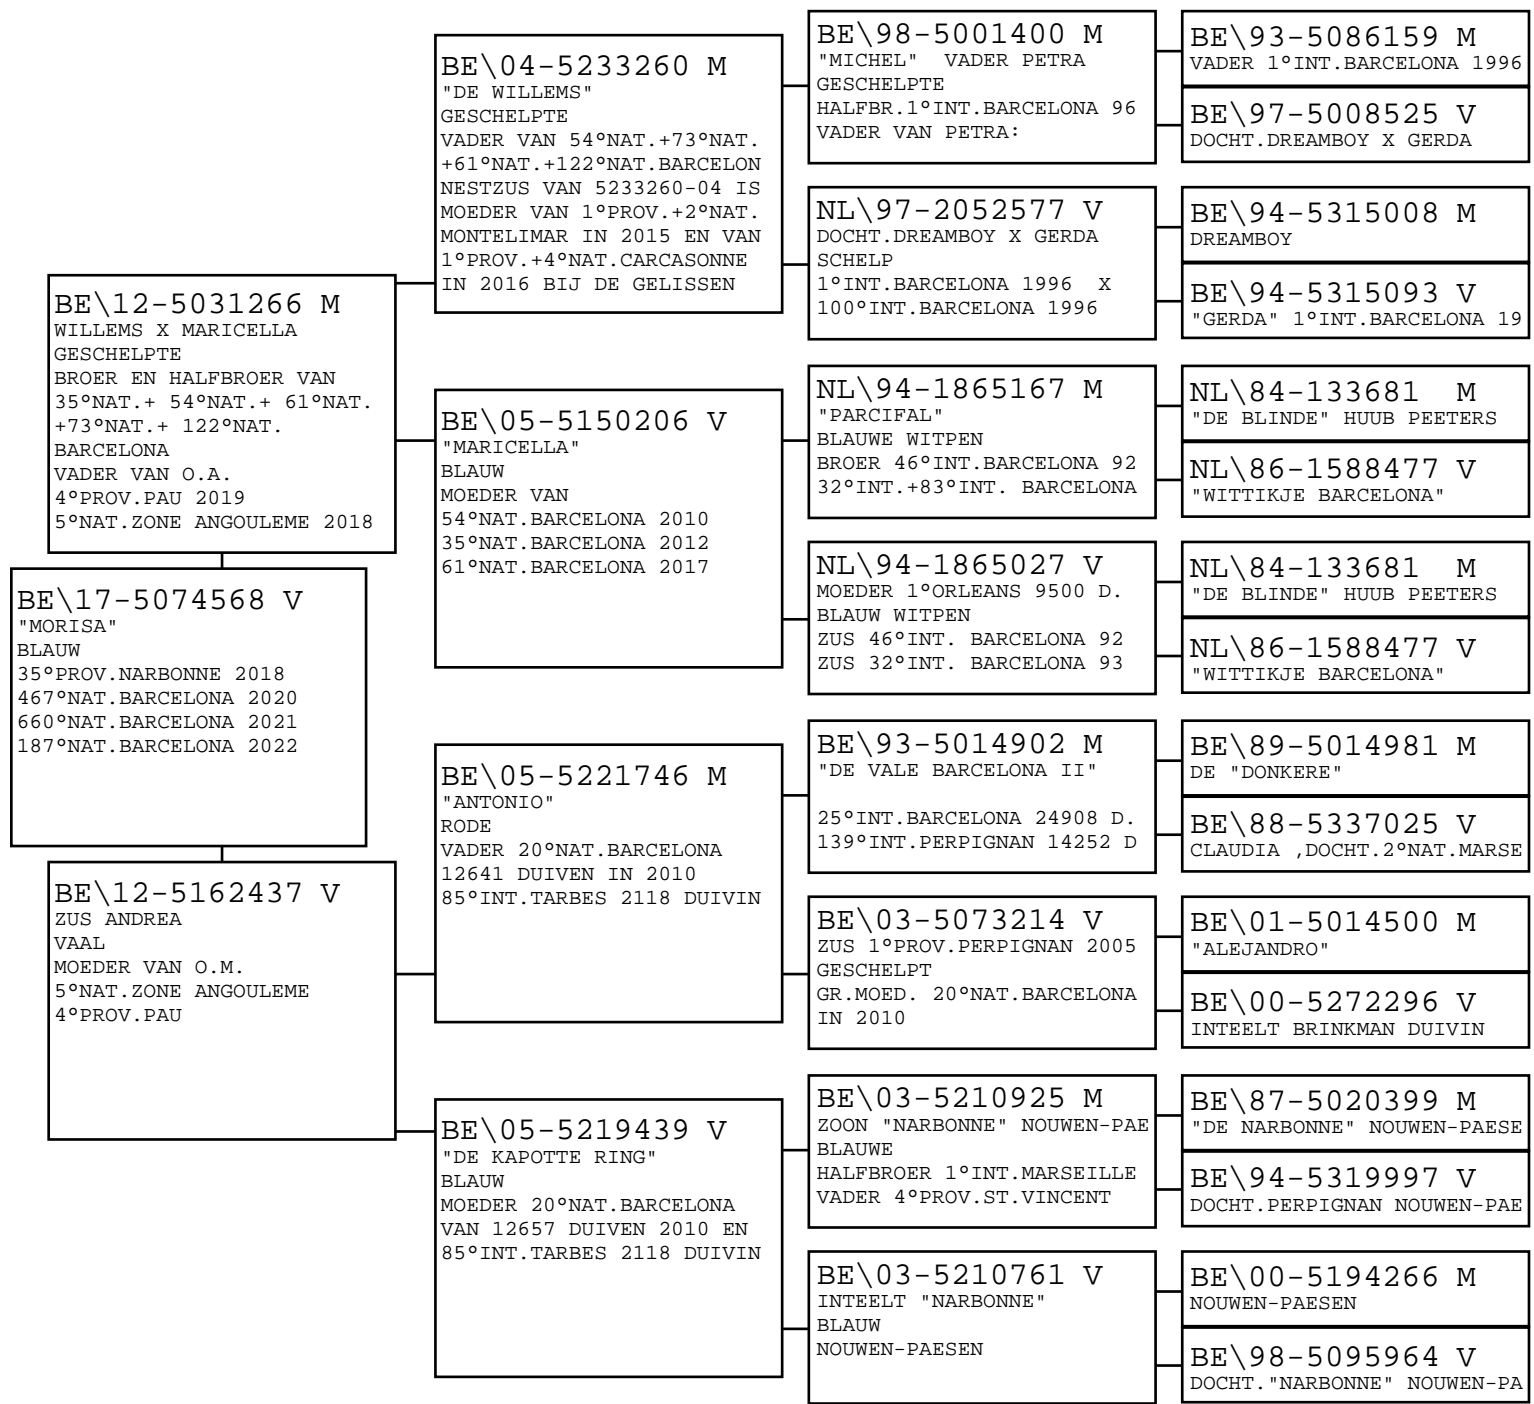 BE\17-5074568 V
"MORISA"
BLAUW
35°PROV.NARBONNE 2018
467°NAT.BARCELONA 2020
660°NAT.BARCELONA 2021
187°NAT.BARCELONA 2022
BE\12-5031266 M
WILLEMS X MARICELLA
GESCHELPTE
BROER EN HALFBROER VAN
35°NAT.+ 54°NAT.+ 61°NAT.
+73°NAT.+ 122°NAT.
BARCELONA
VADER VAN O.A.
4°PROV.PAU 2019
5°NAT.ZONE ANGOULEME 2018
BE\12-5162437 V
ZUS ANDREA
VAAL
MOEDER VAN O.M.
5°NAT.ZONE ANGOULEME
4°PROV.PAU
BE\04-5233260 M
"DE WILLEMS"
GESCHELPTE
VADER VAN 54°NAT.+73°NAT.
+61°NAT.+122°NAT.BARCELON
NESTZUS VAN 5233260-04 IS
MOEDER VAN 1°PROV.+2°NAT.
MONTELIMAR IN 2015 EN VAN
1°PROV.+4°NAT.CARCASONNE
IN 2016 BIJ DE GELISSEN
BE\05-5150206 V
"MARICELLA"
BLAUW
MOEDER VAN
54°NAT.BARCELONA 2010
35°NAT.BARCELONA 2012
61°NAT.BARCELONA 2017
BE\05-5221746 M
"ANTONIO"
RODE
VADER 20°NAT.BARCELONA
12641 DUIVEN IN 2010
85°INT.TARBES 2118 DUIVIN
BE\05-5219439 V
"DE KAPOTTE RING"
BLAUW
MOEDER 20°NAT.BARCELONA
VAN 12657 DUIVEN 2010 EN
85°INT.TARBES 2118 DUIVIN
BE\98-5001400 M
"MICHEL"  VADER PETRA
GESCHELPTE
HALFBR.1°INT.BARCELONA 96
VADER VAN PETRA:
NL\97-2052577 V
DOCHT.DREAMBOY X GERDA
SCHELP
1°INT.BARCELONA 1996  X
100°INT.BARCELONA 1996
NL\94-1865167 M
"PARCIFAL"
BLAUWE WITPEN
BROER 46°INT.BARCELONA 92
32°INT.+83°INT. BARCELONA
NL\94-1865027 V
MOEDER 1°ORLEANS 9500 D.
BLAUW WITPEN
ZUS 46°INT. BARCELONA 92
ZUS 32°INT. BARCELONA 93
BE\93-5014902 M
"DE VALE BARCELONA II"
25°INT.BARCELONA 24908 D.
139°INT.PERPIGNAN 14252 D
BE\03-5073214 V
ZUS 1°PROV.PERPIGNAN 2005
GESCHELPT
GR.MOED. 20°NAT.BARCELONA
IN 2010
BE\03-5210925 M
ZOON "NARBONNE" NOUWEN-PAE
BLAUWE
HALFBROER 1°INT.MARSEILLE
VADER 4°PROV.ST.VINCENT
BE\03-5210761 V
INTEELT "NARBONNE"
BLAUW
NOUWEN-PAESEN
BE\93-5086159 M
VADER 1°INT.BARCELONA 1996
BE\97-5008525 V
DOCHT.DREAMBOY X GERDA
BE\94-5315008 M
DREAMBOY
BE\94-5315093 V
"GERDA" 1°INT.BARCELONA 19
NL\84-133681  M
"DE BLINDE" HUUB PEETERS
NL\86-1588477 V
"WITTIKJE BARCELONA"
NL\84-133681  M
"DE BLINDE" HUUB PEETERS
NL\86-1588477 V
"WITTIKJE BARCELONA"
BE\89-5014981 M
DE "DONKERE"
BE\88-5337025 V
CLAUDIA ,DOCHT.2°NAT.MARSE
BE\01-5014500 M
"ALEJANDRO"
BE\00-5272296 V
INTEELT BRINKMAN DUIVIN
BE\87-5020399 M
"DE NARBONNE" NOUWEN-PAESE
BE\94-5319997 V
DOCHT.PERPIGNAN NOUWEN-PAE
BE\00-5194266 M
NOUWEN-PAESEN
BE\98-5095964 V
DOCHT."NARBONNE" NOUWEN-PA